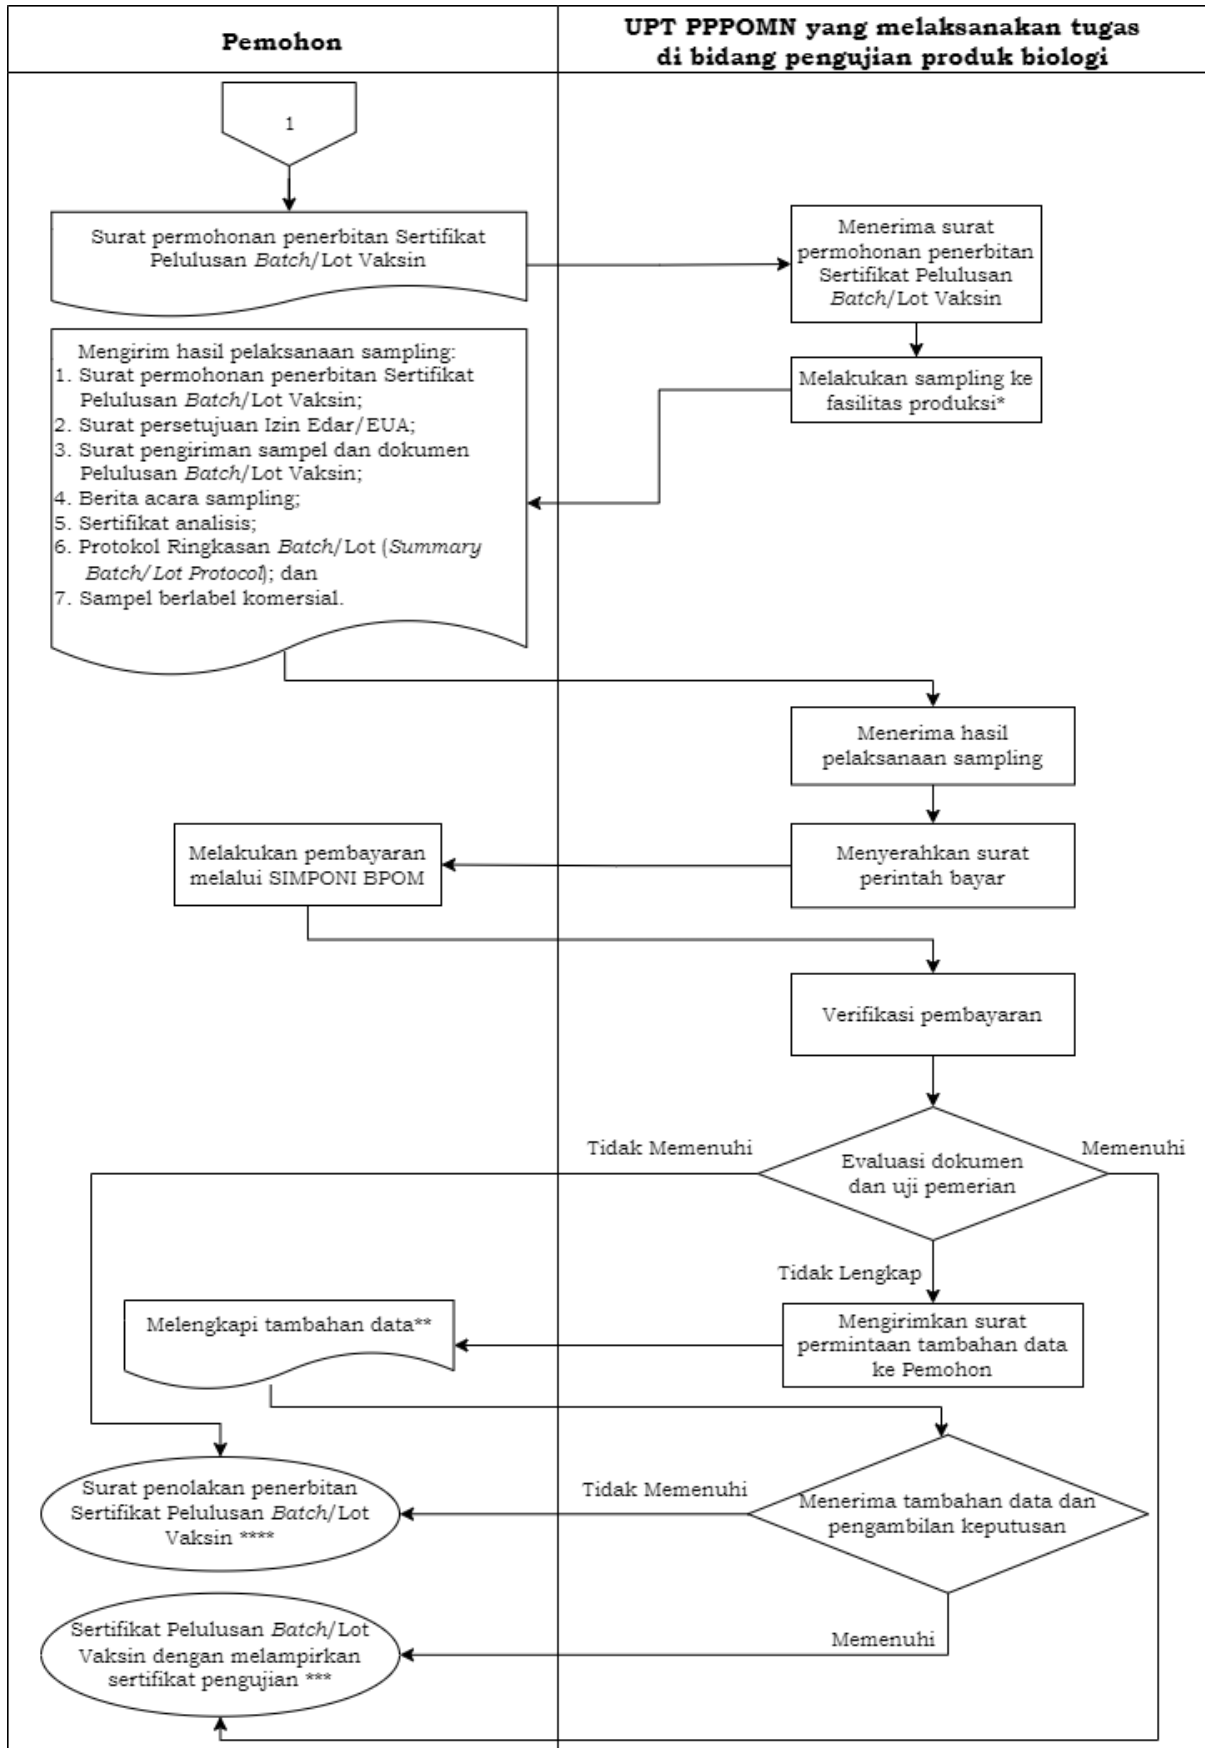 Pemohon
UPT PPPOMN yang melaksanakan tugas
di bidang pengujian produk biologi
1
Surat permohonan penerbitan Sertifikat
Pelulusan Batch/Lot Vaksin
Menerima surat
permohonan penerbitan
Sertifikat Pelulusan
Batch/Lot Vaksin
Melakukan sampling ke
fasilitas produksi*
Mengirim hasil pelaksanaan sampling:
1. Surat permohonan penerbitan Sertifikat
Pelulusan Batch/Lot Vaksin;
2. Surat persetujuan Izin Edar/EUA;
3. Surat pengiriman sampel dan dokumen
Pelulusan Batch/Lot Vaksin;
4. Berita acara sampling;
5. Sertifikat analisis;
6. Protokol Ringkasan Batch/Lot (Summary
Batch/Lot Protocol); dan
7. Sampel berlabel komersial.
Menerima hasil
pelaksanaan sampling
Menyerahkan surat
perintah bayar
Melakukan pembayaran
melalui SIMPONI BPOM
Verifikasi pembayaran
Evaluasi dokumen
dan uji pemerian
Tidak Memenuhi
Memenuhi
Tidak Lengkap
Mengirimkan surat
permintaan tambahan data
ke Pemohon
Melengkapi tambahan data**
Menerima tambahan data dan
pengambilan keputusan
Tidak Memenuhi
Surat penolakan penerbitan
Sertifikat Pelulusan Batch/Lot
Vaksin ****
Memenuhi
Sertifikat Pelulusan Batch/Lot
Vaksin dengan melampirkan
sertifikat pengujian ***